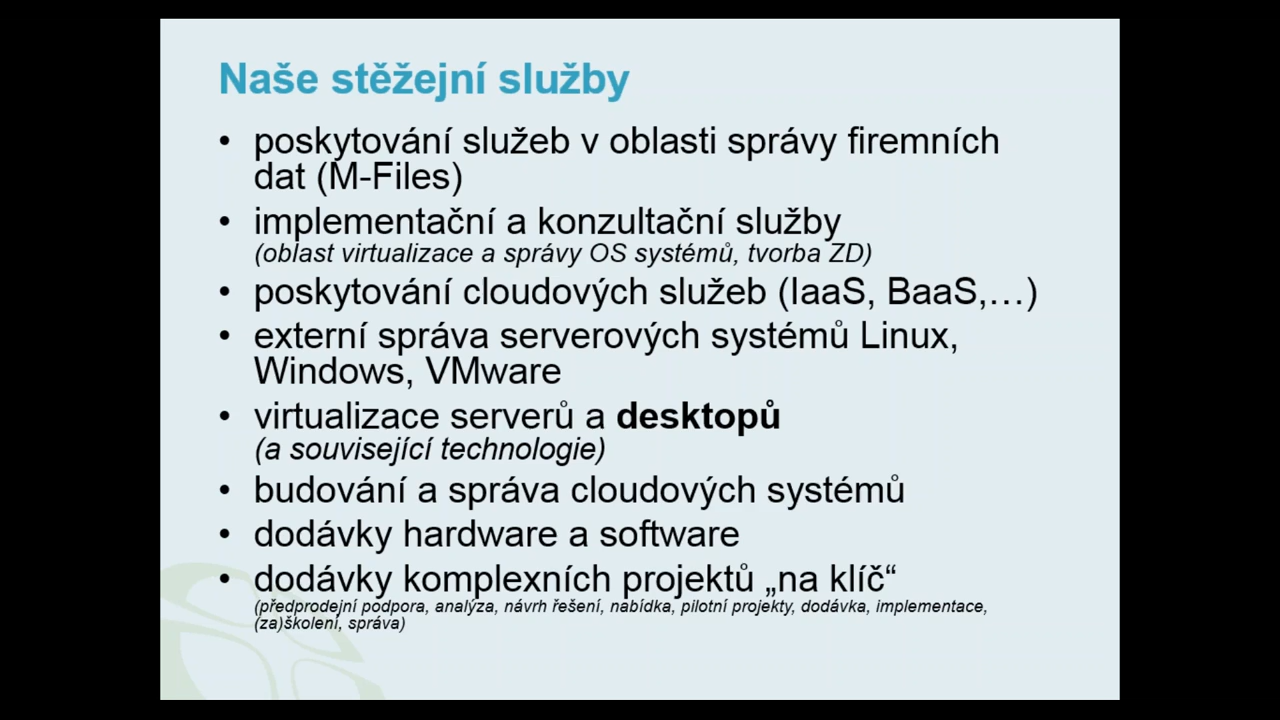 Naše stěžejní služby
• poskytování služeb v oblasti správy firemních
dat (M-Files)
• implementační a konzultační služby
(oblast virtualizace a správy OS systémů, tvorba ZD)
• poskytování cloudových služeb (IaaS, BaaS,…)
• externí správa serverových systémů Linux,
Windows, VMware
• virtualizace serverů a desktopů
(a související technologie)
• budování a správa cloudových systémů
• dodávky hardware a software
• dodávky komplexních projektů „na klíč“
(předprodejní podpora, analýza, návrh řešení, nabídka, pilotní projekty, dodávka, implementace,
(za)školení, správa)